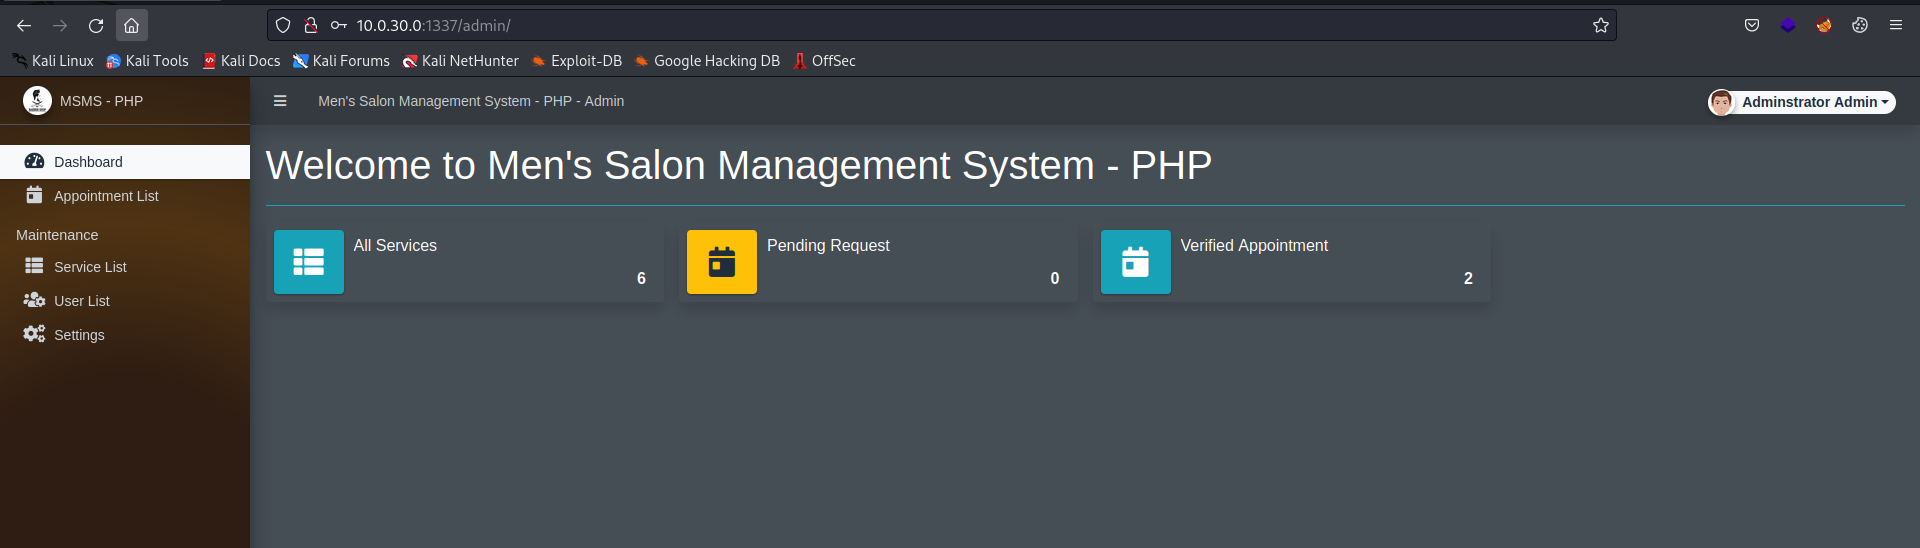 10.0.30.0:1337/admin/
Kali Linux Kali Tools Kali Docs Kali Forums Kali NetHunter Exploit-DB Google Hacking DB OffSec
MSMS - PHP
Men's Salon Management System - PHP - Admin
Adminstrator Admin
Dashboard
Appointment List
Maintenance
Service List
User List
Settings
Welcome to Men's Salon Management System - PHP
All Services
6
Pending Request
0
Verified Appointment
2